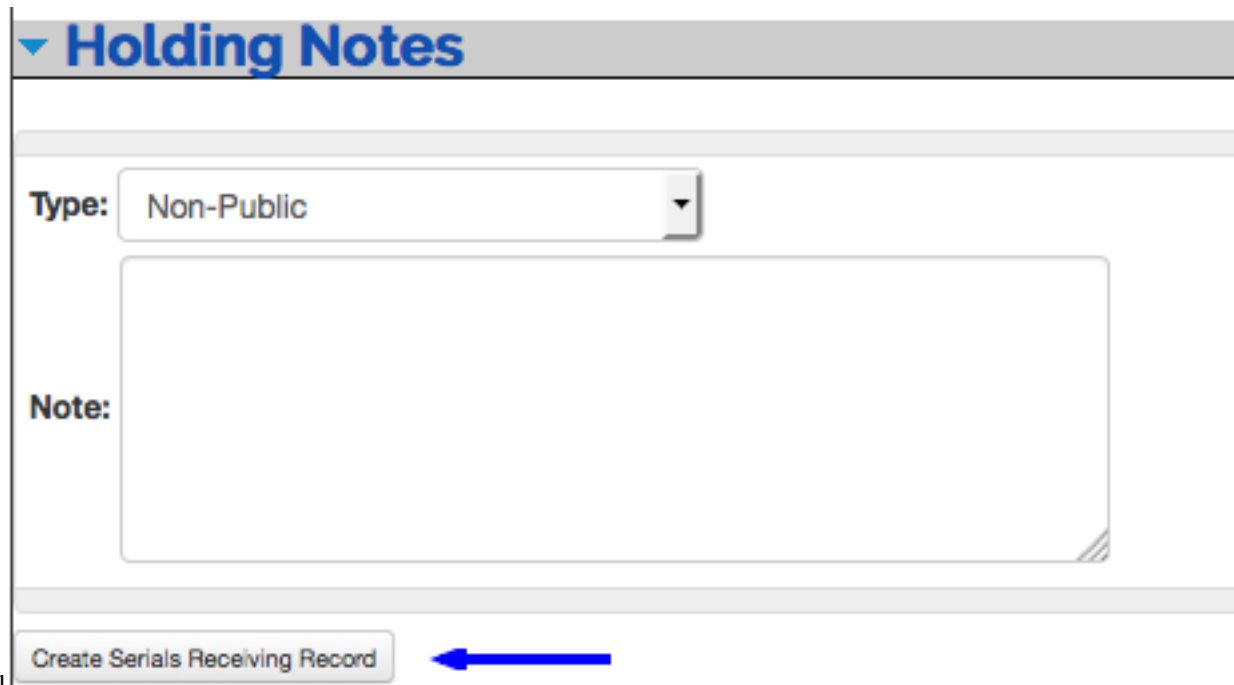 Holding Notes
Type: Non-Public
Note:
Create Serials Receiving Record